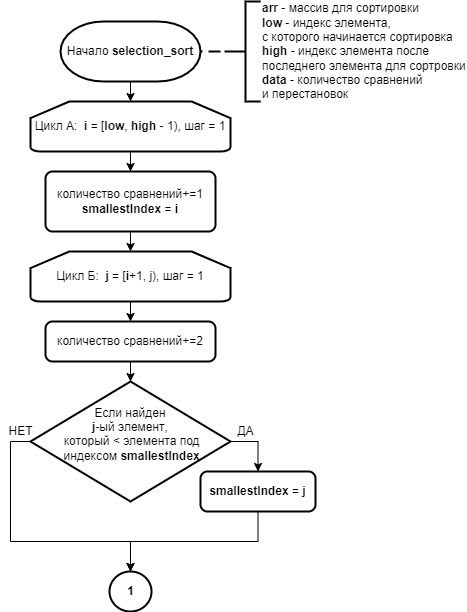 arr - массив для сортировки
low - индекс элемента,
с которого начинается сортировка
high - индекс элемента после
последнего элемента для сортровки
data - количество сравнений
и перестановок
Начало selection_sort
Цикл А: i = [low, high - 1), шаг = 1
количество сравнений+=1
smallestIndex = i
Цикл Б: j = [i+1, j), шаг = 1
количество сравнений+=2
Если найден
j-ый элемент,
который < элемента под
индексом smallestIndex
НЕТ
ДА
smallestIndex = j
1